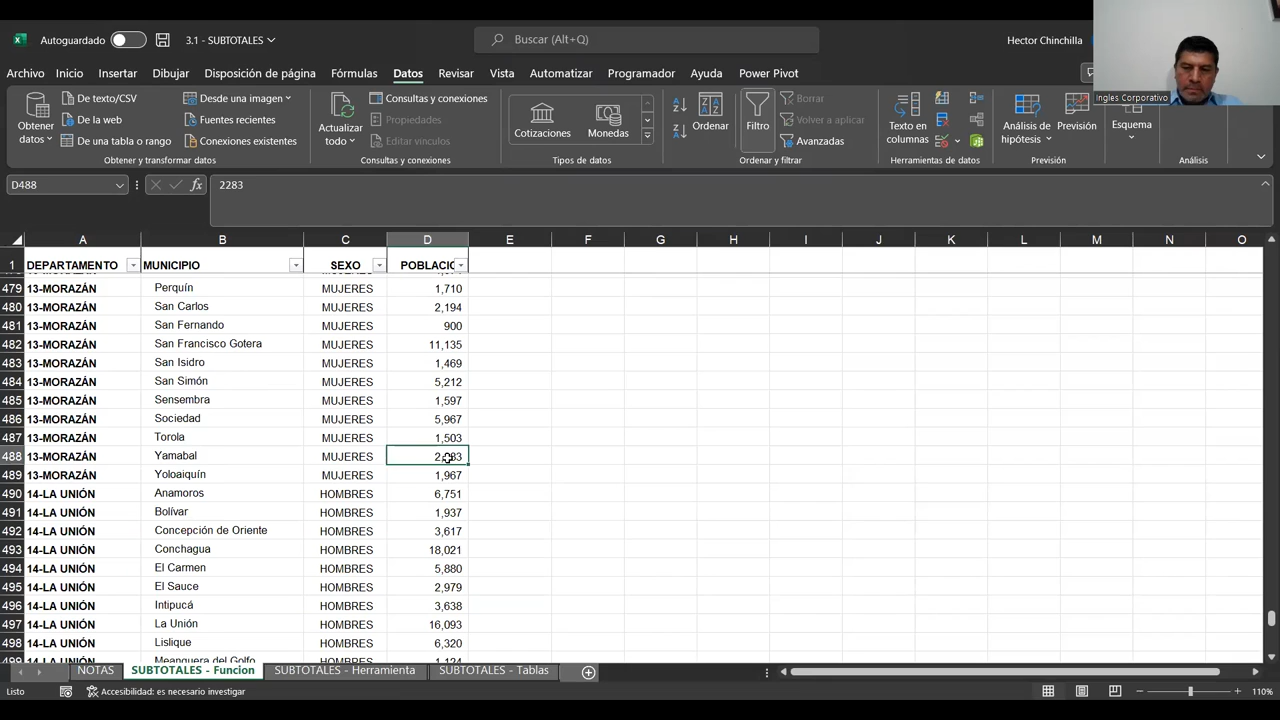 Autoguardado
3.1 - SUBTOTALES
Buscar (Alt+Q)
Hector Chinchilla
Archivo Inicio Insertar Dibujar Disposición de página Fórmulas Datos Revisar Vista Automatizar Programador Ayuda Power Pivot
Ingles Corporativo
Obtener datos
De texto/CSV
De la web
De una tabla o rango
Desde una imagen
Fuentes recientes
Conexiones existentes
Obtener y transformar datos
Actualizar todo
Consultas y conexiones
Propiedades
Editar vínculos
Consultas y conexiones
Cotizaciones
Monedas
Tipos de datos
Ordenar
Filtro
Borrar
Volver a aplicar
Avanzadas
Ordenar y filtrar
Texto en columnas
Herramientas de datos
Análisis de hipótesis
Previsión
Previsión
Esquema
Análisis
D488
fx
2283
A B C D E F G H I J K L M N O
1 DEPARTAMENTO MUNICIPIO SEXO POBLACIO
479 13-MORAZÁN Perquín MUJERES 1,710
480 13-MORAZÁN San Carlos MUJERES 2,194
481 13-MORAZÁN San Fernando MUJERES 900
482 13-MORAZÁN San Francisco Gotera MUJERES 11,135
483 13-MORAZÁN San Isidro MUJERES 1,469
484 13-MORAZÁN San Simón MUJERES 5,212
485 13-MORAZÁN Sensembra MUJERES 1,597
486 13-MORAZÁN Sociedad MUJERES 5,967
487 13-MORAZÁN Torola MUJERES 1,503
488 13-MORAZÁN Yamabal MUJERES 2,283
489 13-MORAZÁN Yoloaiquín MUJERES 1,967
490 14-LA UNIÓN Anamoros HOMBRES 6,751
491 14-LA UNIÓN Bolívar HOMBRES 1,937
492 14-LA UNIÓN Concepción de Oriente HOMBRES 3,617
493 14-LA UNIÓN Conchagua HOMBRES 18,021
494 14-LA UNIÓN El Carmen HOMBRES 5,880
495 14-LA UNIÓN El Sauce HOMBRES 2,979
496 14-LA UNIÓN Intipucá HOMBRES 3,638
497 14-LA UNIÓN La Unión HOMBRES 16,093
498 14-LA UNIÓN Lislique HOMBRES 6,320
499 14-LA UNIÓN Meanguera del Golfo HOMBRES 1,124
NOTAS SUBTOTALES - Funcion SUBTOTALES - Herramienta SUBTOTALES - Tablas
Listo
Accesibilidad: es necesario investigar
110%